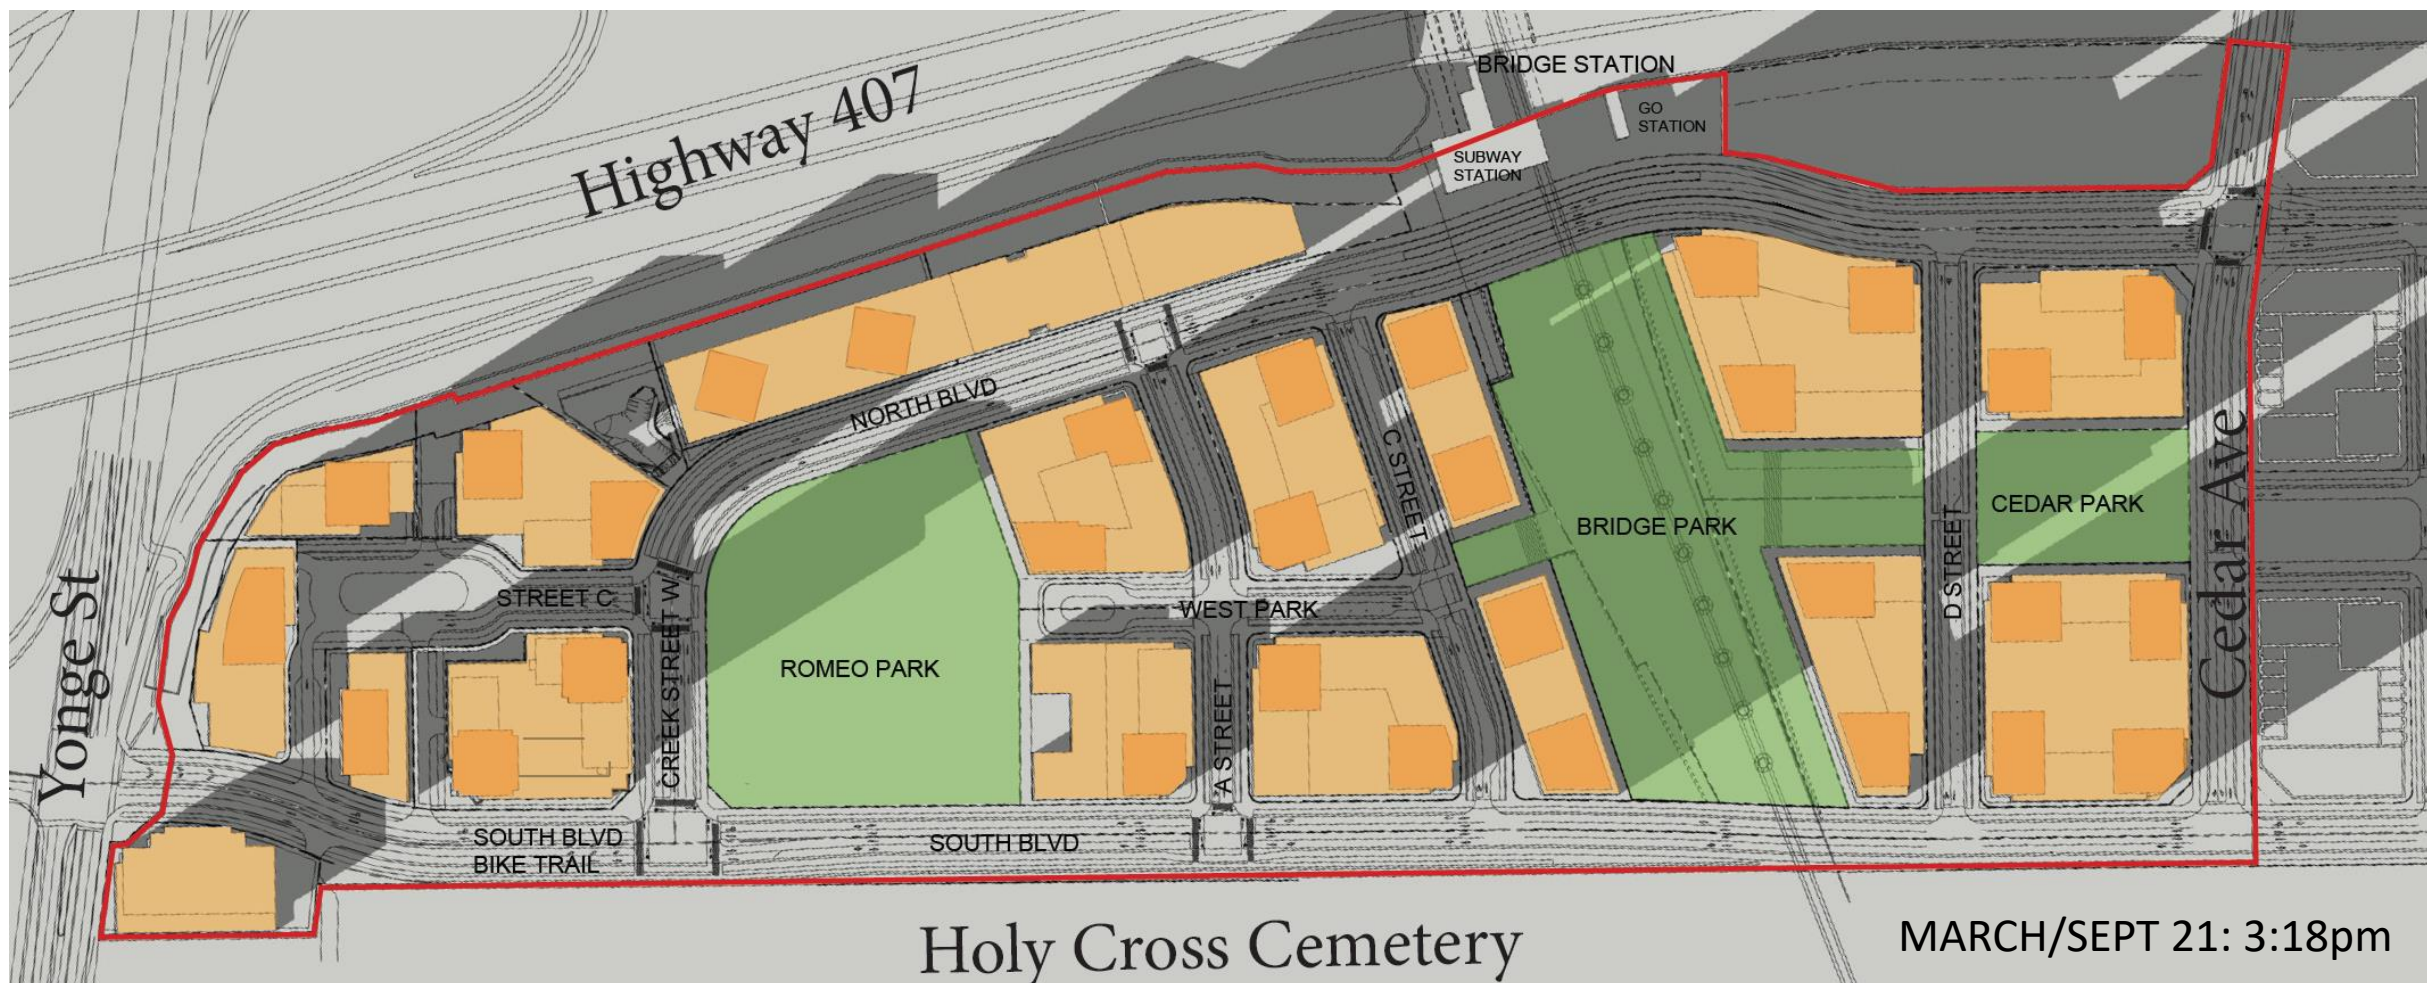 BRIDGE STATION
Highway 407
GO
STATION
SUBWAY
STATION
NORTH BLVD
C STREET
CEDAR PARK
BRIDGE PARK
Cedar Ave
D STREET
STREET C
WEST PARK
CREEK STREET W
ROMEO PARK
A STREET
Yonge St
SOUTH BLVD
BIKE TRAIL
SOUTH BLVD
Holy Cross Cemetery
MARCH/SEPT 21: 3:18pm